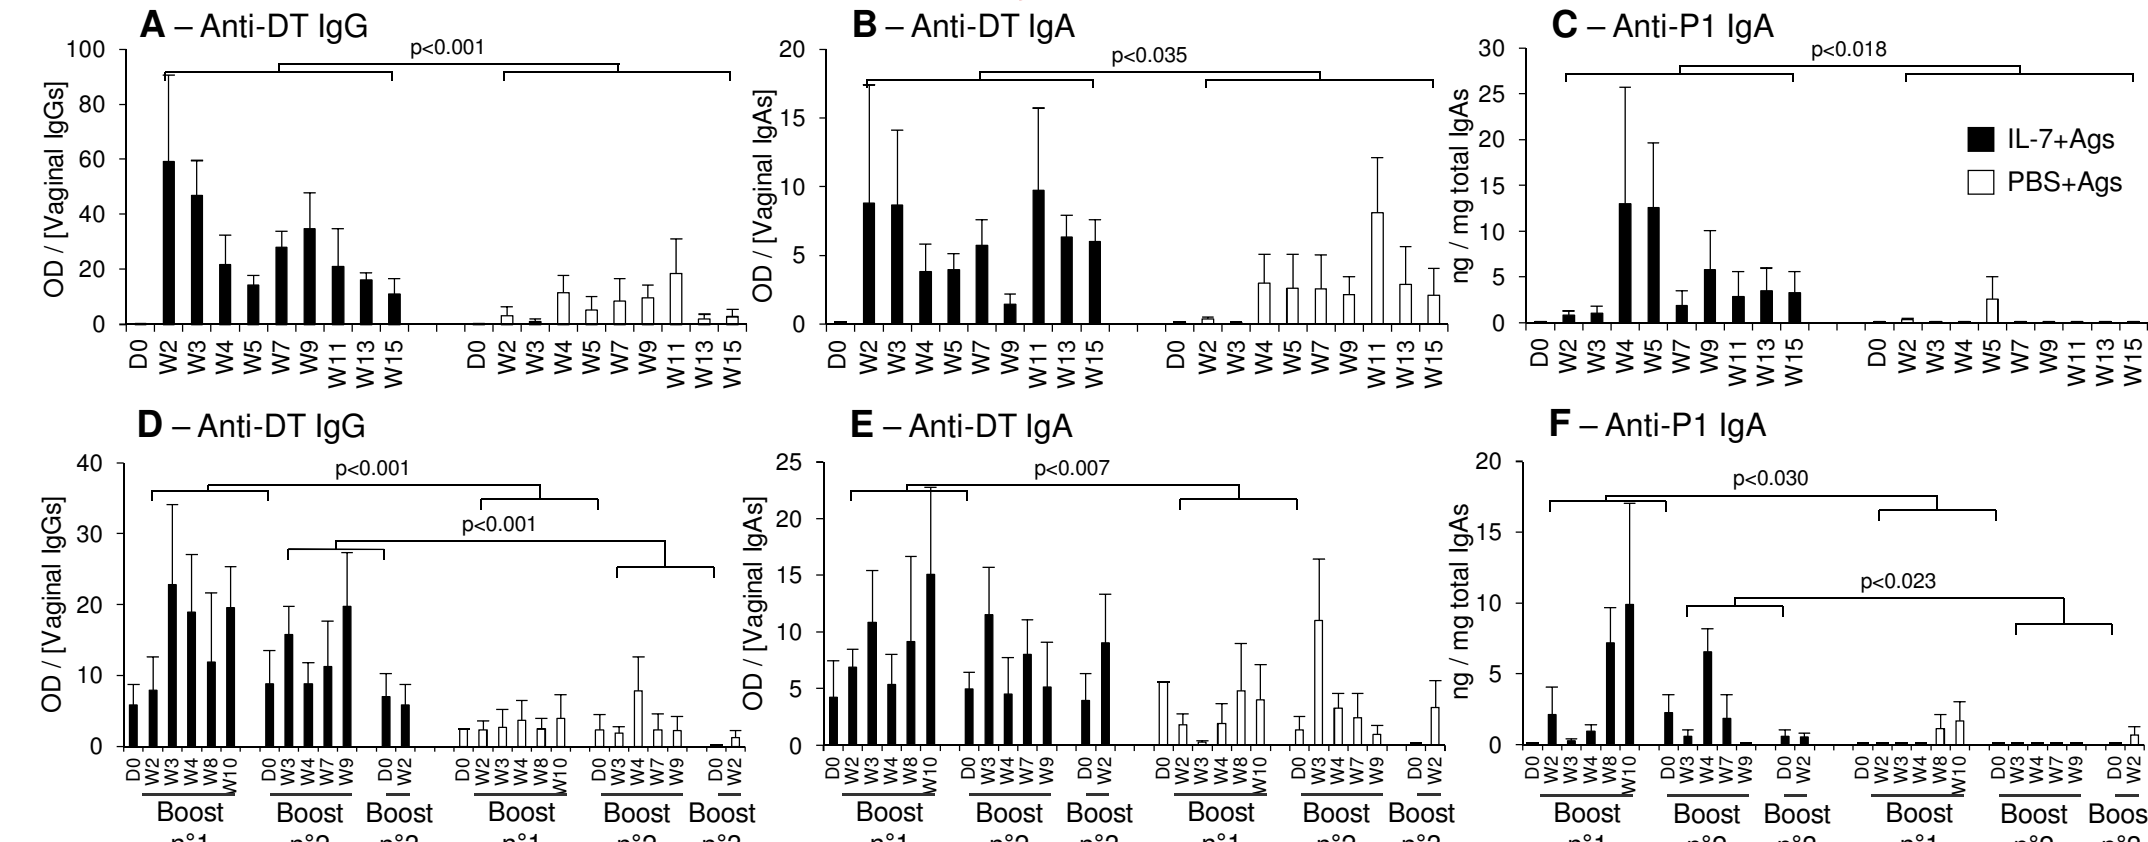 A – Anti-DT IgG
p<0.001
100
80
60
40
20
0
OD / [Vaginal IgGs]
D0 W2 W3 W4 W5 W7 W9 W11 W13 W15 D0 W2 W3 W4 W5 W7 W9 W11 W13 W15
B – Anti-DT IgA
p<0.035
20
15
10
5
0
OD / [Vaginal IgAs]
D0 W2 W3 W4 W5 W7 W9 W11 W13 W15 D0 W2 W3 W4 W5 W7 W9 W11 W13 W15
C – Anti-P1 IgA
p<0.018
30
25
20
15
10
5
0
ng / mg total IgAs
IL-7+Ags
PBS+Ags
D0 W2 W3 W4 W5 W7 W9 W11 W13 W15 D0 W2 W3 W4 W5 W7 W9 W11 W13 W15
D – Anti-DT IgG
p<0.001
p<0.001
40
30
20
10
0
OD / [Vaginal IgGs]
D0 W2 W3 W4 W8 W10 D0 W3 W4 W7 W9 D0 W2 D0 W2 W3 W4 W8 W10 D0 W3 W4 W7 W9 D0 W2
Boost Boost Boost Boost Boost Boost
E – Anti-DT IgA
p<0.007
25
20
15
10
5
0
OD / [Vaginal IgAs]
D0 W2 W3 W4 W8 W10 D0 W3 W4 W7 W9 D0 W2 D0 W2 W3 W4 W8 W10 D0 W3 W4 W7 W9 D0 W2
Boost Boost Boost Boost Boost Boost
F – Anti-P1 IgA
p<0.030
p<0.023
20
15
10
5
0
ng / mg total IgAs
D0 W2 W3 W4 W8 W10 D0 W3 W4 W7 W9 D0 W2 D0 W2 W3 W4 W8 W10 D0 W3 W4 W7 W9 D0 W2
Boost Boost Boost Boost Boost Boos